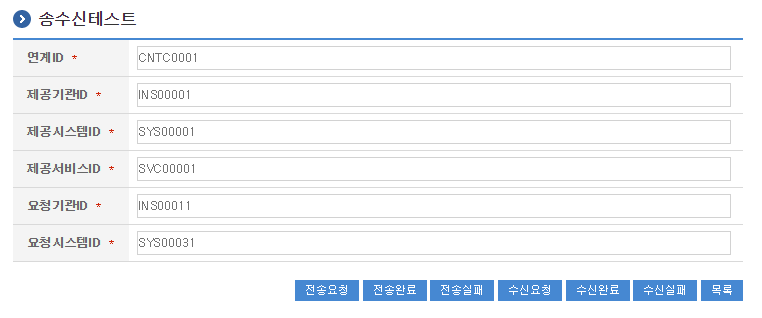 송수신테스트
연계ID * CNTC0001
제공기관ID * INS00001
제공시스템ID * SYS00001
제공서비스ID * SVC00001
요청기관ID * INS00011
요청시스템ID * SYS00031
전송요청 전송완료 전송실패 수신요청 수신완료 수신실패 목록